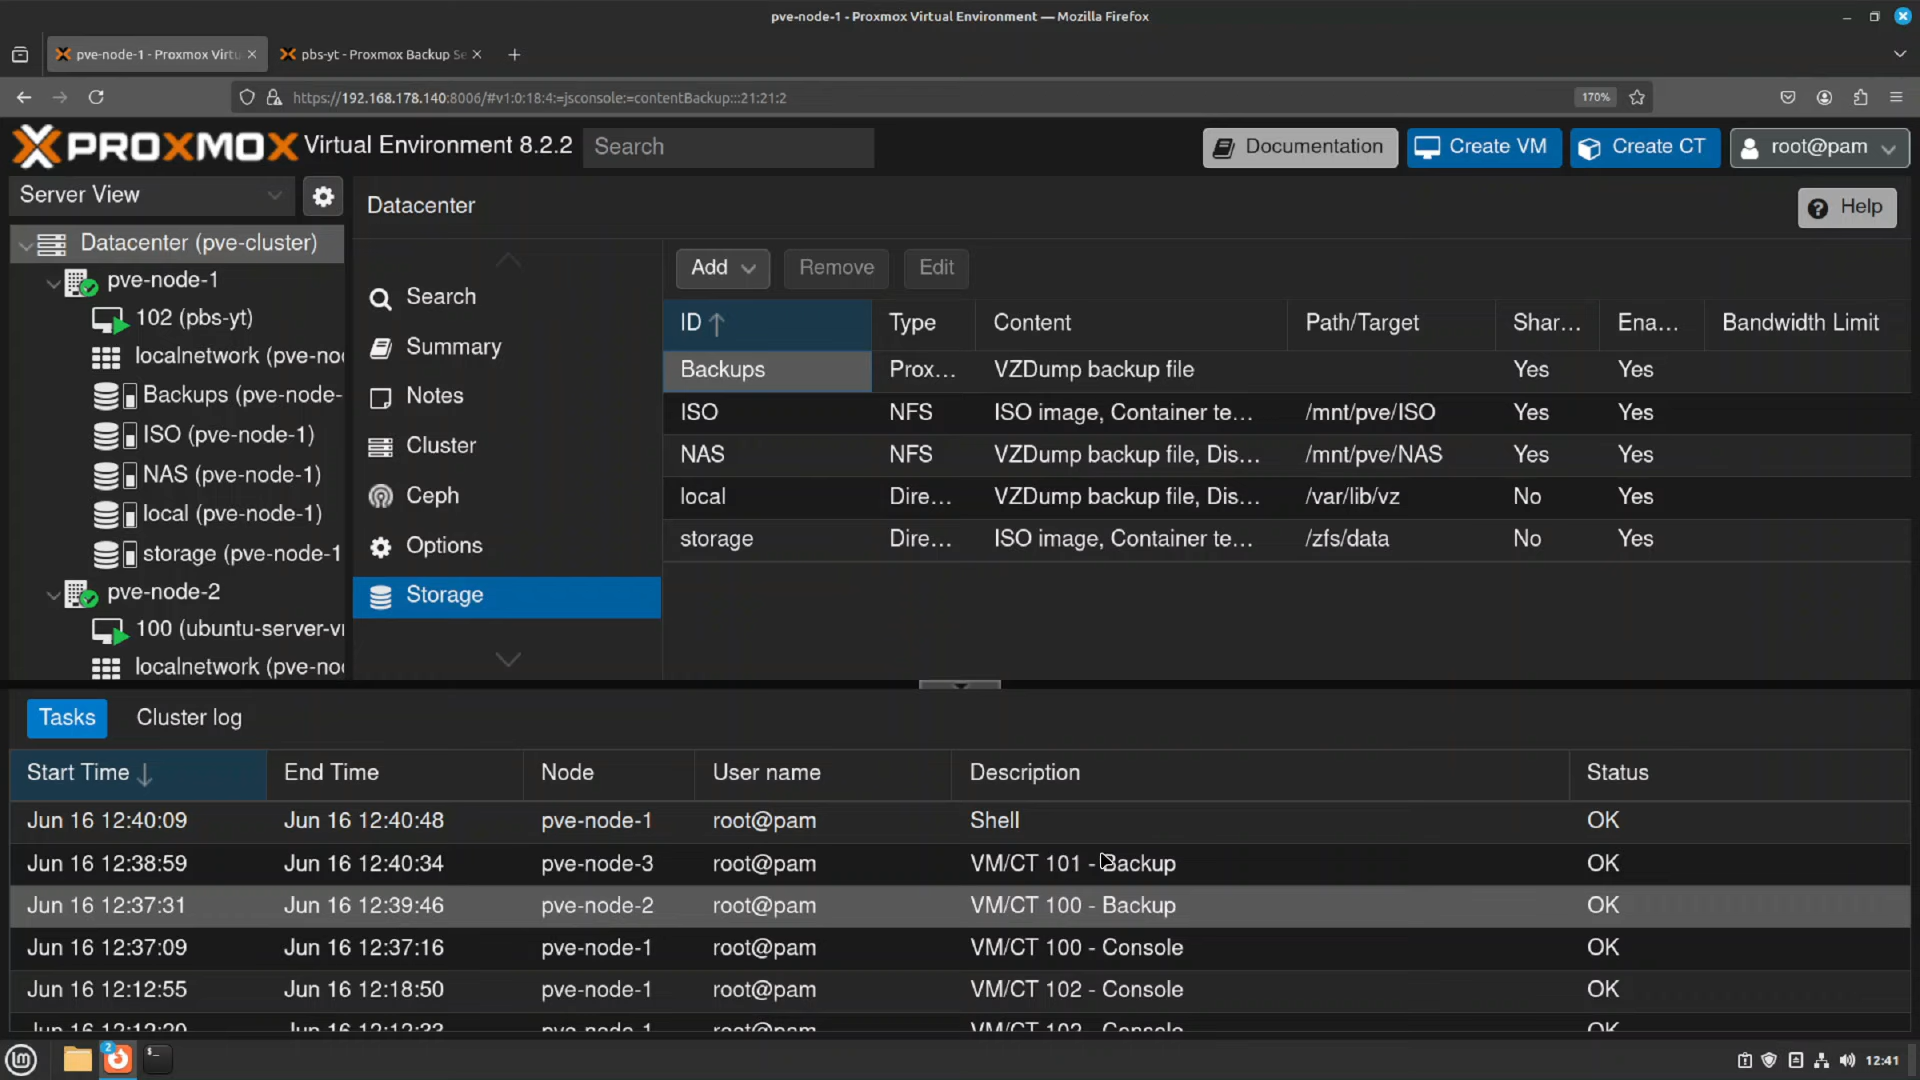 pve-node-1 - Proxmox Virtual Environment — Mozilla Firefox
pve-node-1 - Proxmox Virtu
pbs-yt - Proxmox Backup Se
https://192.168.178.140:8006/#v1:0:18:4:=jsconsole:=contentBackup:::21:21:2
170%
PROXMOX Virtual Environment 8.2.2
Search
Documentation
Create VM
Create CT
root@pam
Server View
Datacenter
Help
Datacenter (pve-cluster)
pve-node-1
102 (pbs-yt)
localnetwork (pve-no
Backups (pve-node-
ISO (pve-node-1)
NAS (pve-node-1)
local (pve-node-1)
storage (pve-node-1
pve-node-2
100 (ubuntu-server-v
localnetwork (pve-no
Search
Summary
Notes
Cluster
Ceph
Options
Storage
Add
Remove
Edit
ID Type Content Path/Target Shar... Ena... Bandwidth Limit
Backups Prox... VZDump backup file Yes Yes
ISO NFS ISO image, Container te... /mnt/pve/ISO Yes Yes
NAS NFS VZDump backup file, Dis... /mnt/pve/NAS Yes Yes
local Dire... VZDump backup file, Dis... /var/lib/vz No Yes
storage Dire... ISO image, Container te... /zfs/data No Yes
Tasks
Cluster log
Start Time End Time Node User name Description Status
Jun 16 12:40:09 Jun 16 12:40:48 pve-node-1 root@pam Shell OK
Jun 16 12:38:59 Jun 16 12:40:34 pve-node-3 root@pam VM/CT 101 - Backup OK
Jun 16 12:37:31 Jun 16 12:39:46 pve-node-2 root@pam VM/CT 100 - Backup OK
Jun 16 12:37:09 Jun 16 12:37:16 pve-node-1 root@pam VM/CT 100 - Console OK
Jun 16 12:12:55 Jun 16 12:18:50 pve-node-1 root@pam VM/CT 102 - Console OK
Jun 16 pve-node-1 root@pam VM/CT 102 - Console OK
2
12:41